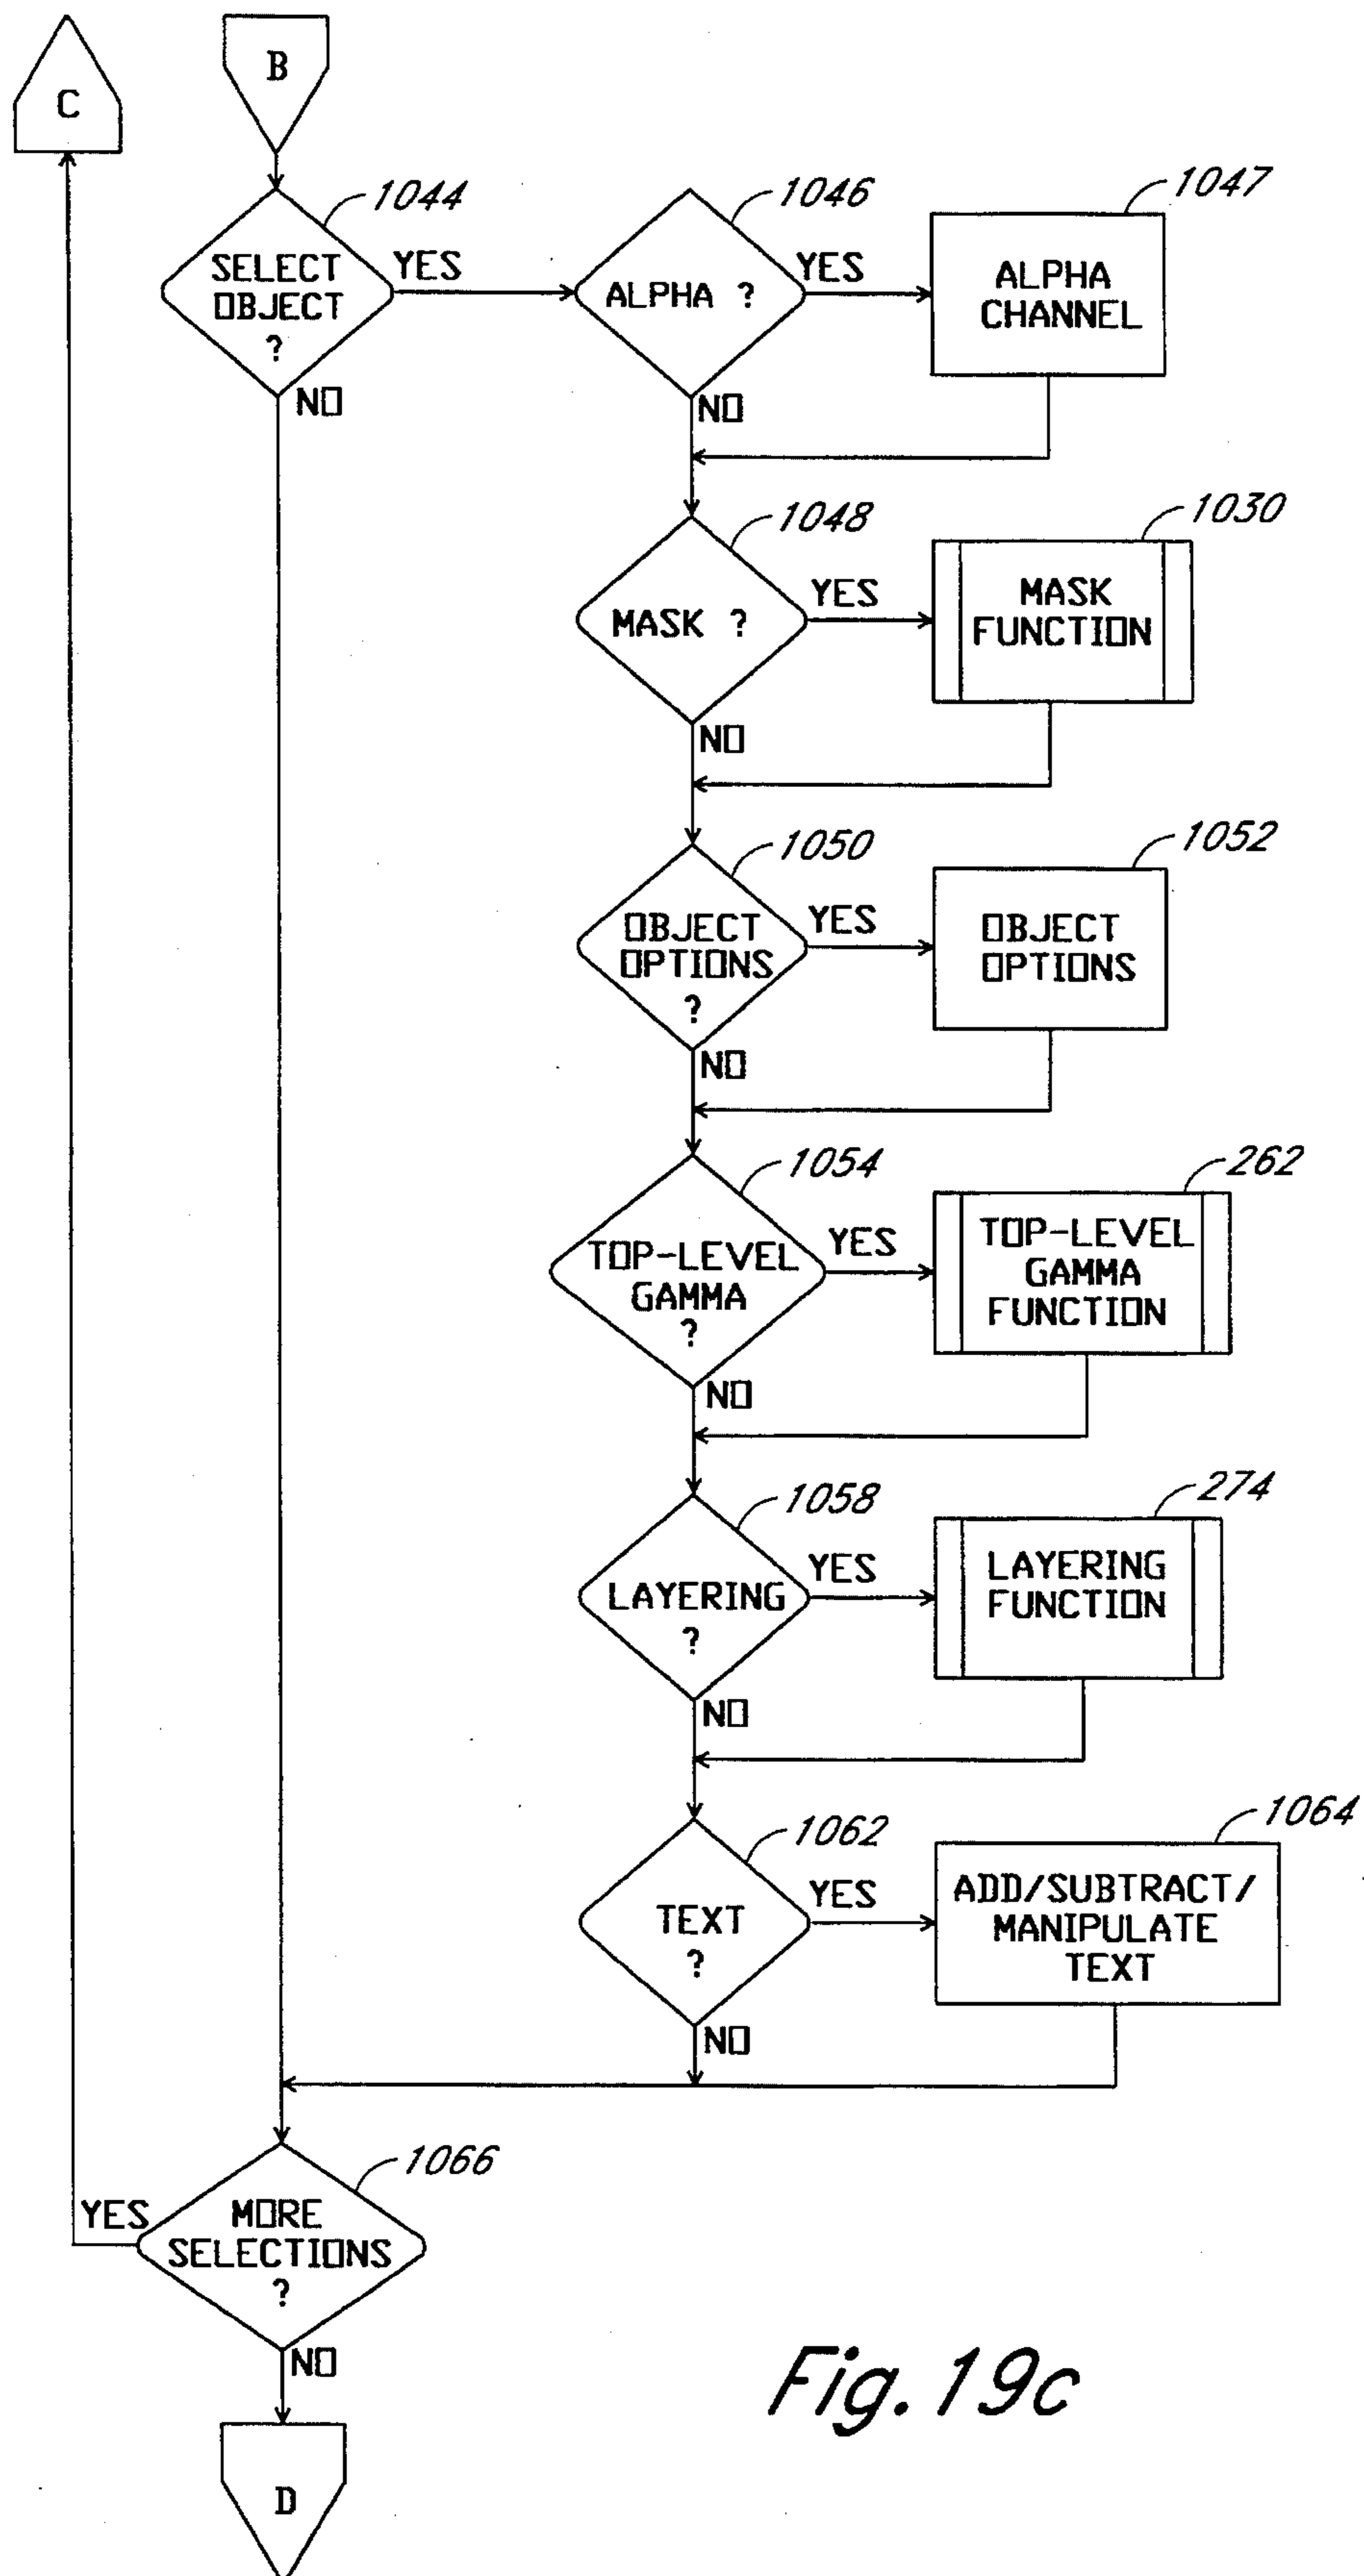 C
B
1044
SELECT
OBJECT
?
YES
NO
1046
ALPHA ?
YES
NO
1047
ALPHA
CHANNEL
1048
MASK ?
YES
NO
1030
MASK
FUNCTION
1050
OBJECT
OPTIONS
?
YES
NO
1052
OBJECT
OPTIONS
1054
TOP-LEVEL
GAMMA
?
YES
NO
262
TOP-LEVEL
GAMMA
FUNCTION
1058
LAYERING
?
YES
NO
274
LAYERING
FUNCTION
1062
TEXT
?
YES
NO
1064
ADD/SUBTRACT/
MANIPULATE
TEXT
1066
MORE
SELECTIONS
?
YES
NO
D
Fig. 19c